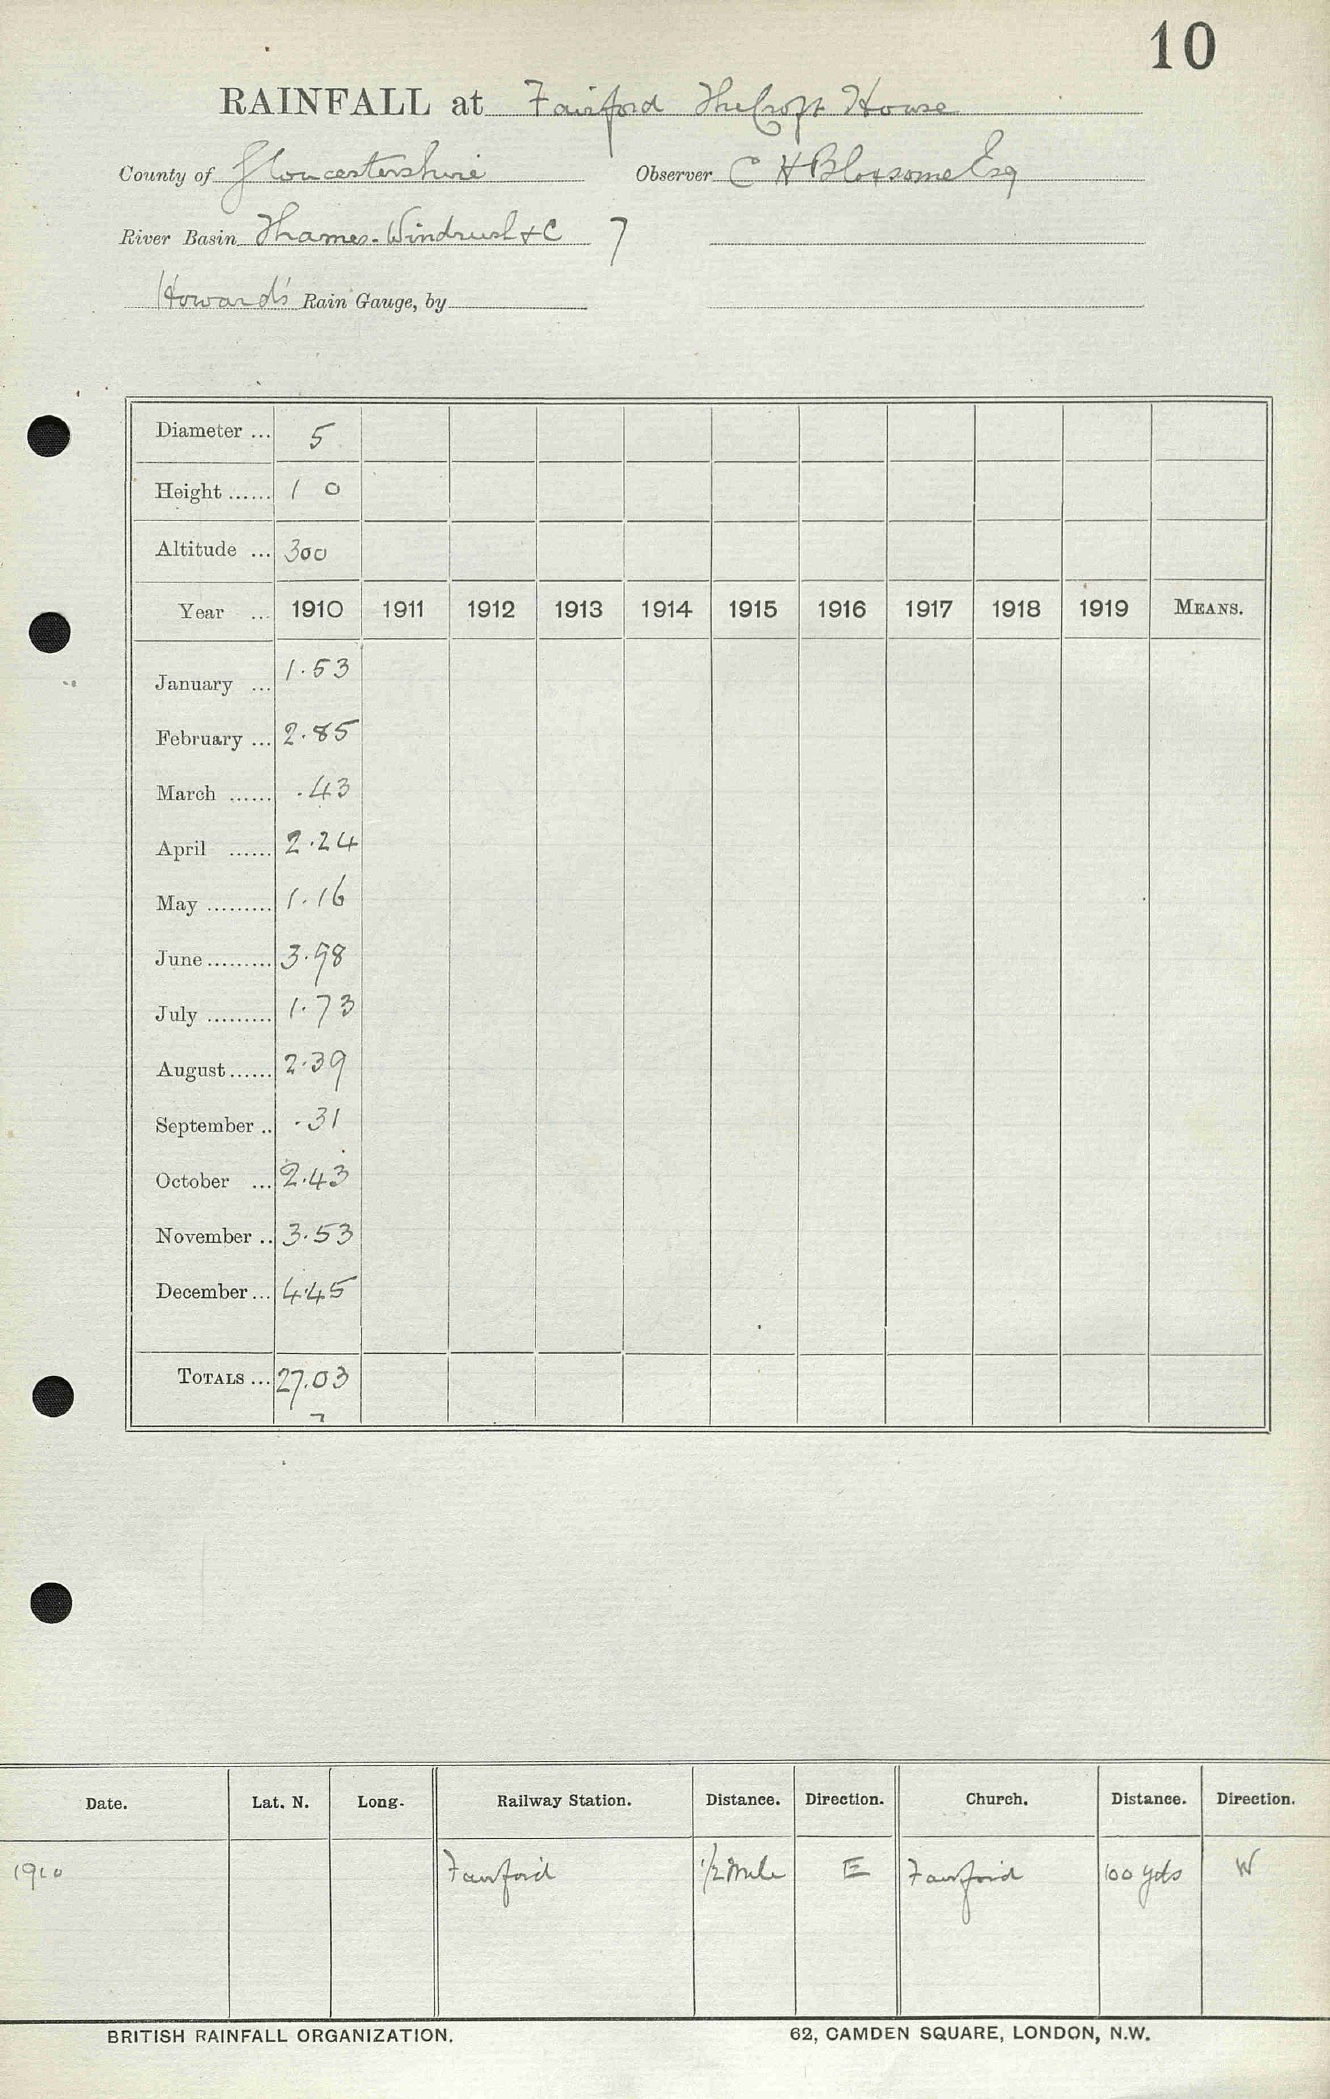 10
RAINFALL at Fairford The Croft House
County of Gloucestershire Observer C H Bloxsome Esq
River Basin Thames-Windrush & C 7
Howard's Rain Gauge, by
Diameter ... 5
Height ...... 1 0
Altitude ... 300
Year ... 1910 1911 1912 1913 1914 1915 1916 1917 1918 1919 MEANS.
January ... 1.53
February ... 2.85
March ...... .43
April ...... 2.24
May ......... 1.16
June ......... 3.98
July ......... 1.73
August ...... 2.39
September .. .31
October ... 2.43
November .. 3.53
December ... 4.45
TOTALS ... 27.03
7
Date. Lat. N. Long. Railway Station. Distance. Direction. Church. Distance. Direction.
1910 Fairford 1/2 Mile E Fairford 100 yds W
BRITISH RAINFALL ORGANIZATION. 62, CAMDEN SQUARE, LONDON, N.W.